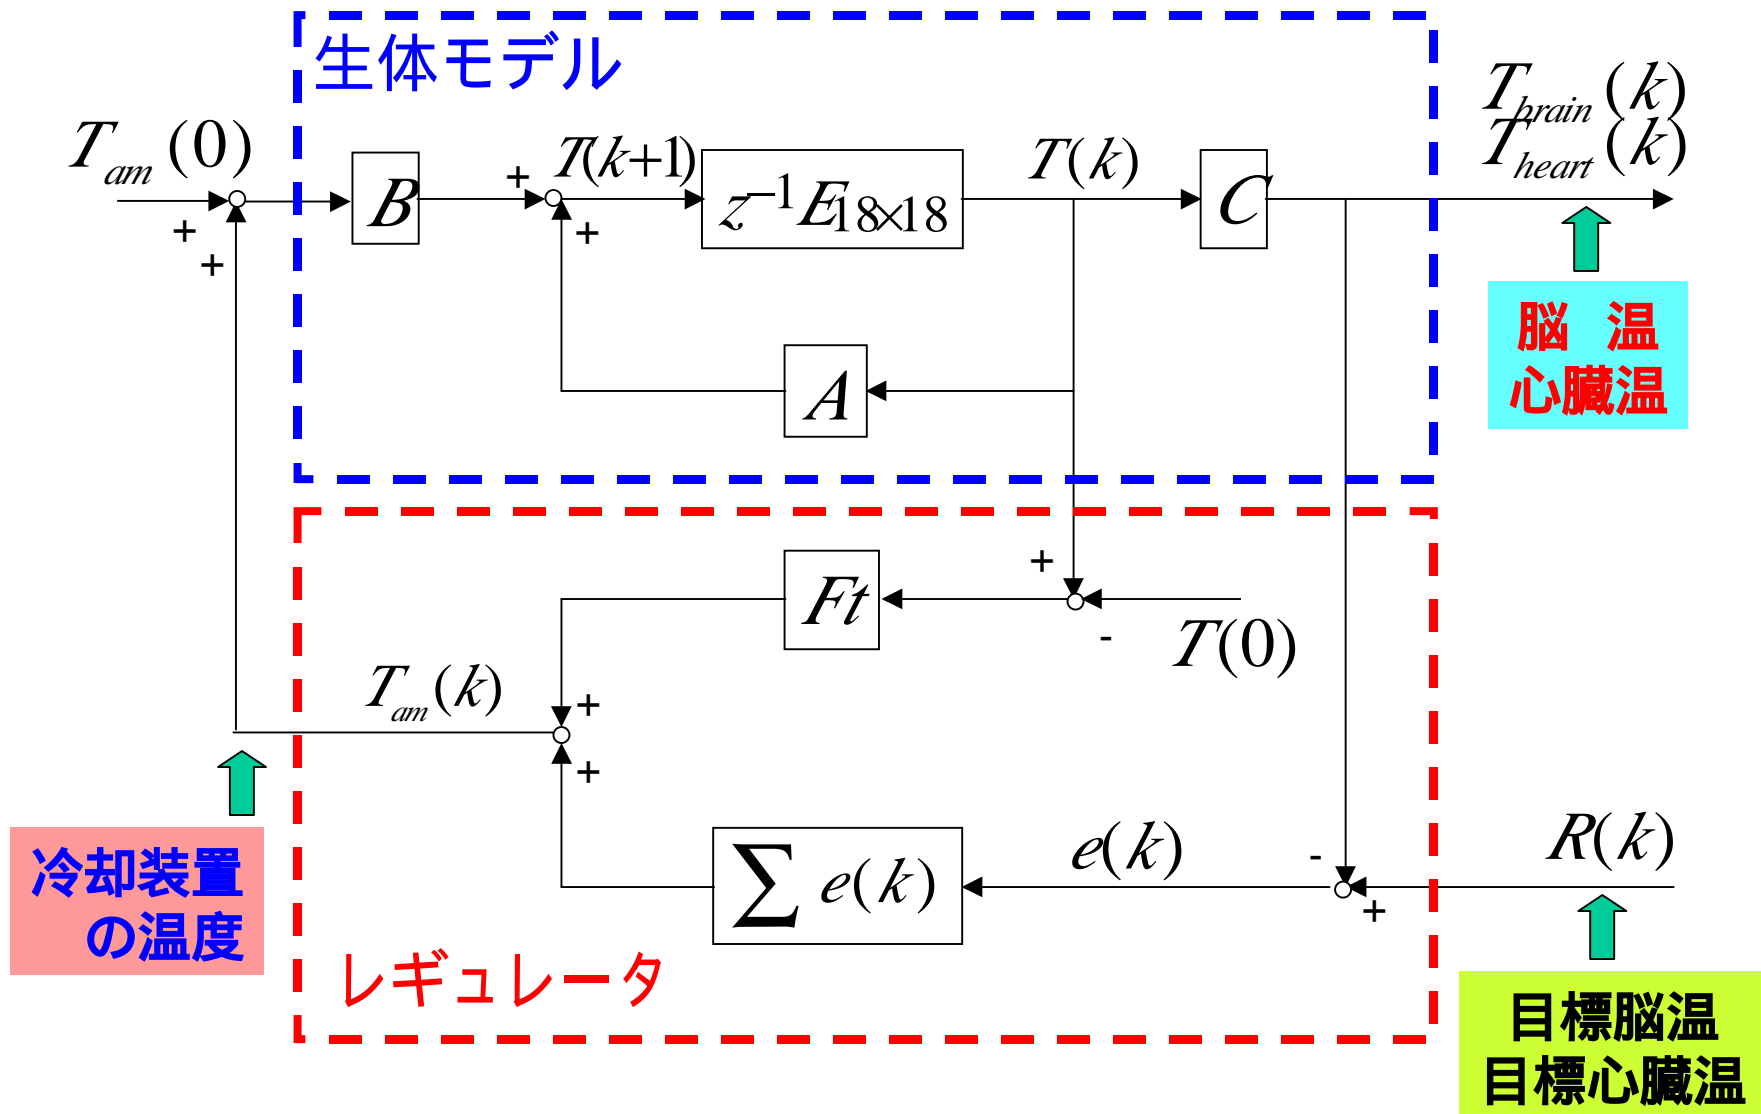 生体モデル
T_brain(k)
T_heart(k)
T_am(0)
+
+
B
+
T(k+1)
+
z^{-1}E_{18×18}
T(k)
C
脳 温
心臓温
A
+
-
T(0)
Ft
T_am(k)
+
+
∑ e(k)
e(k)
-
+
R(k)
冷却装置
の温度
レギュレータ
目標脳温
目標心臓温